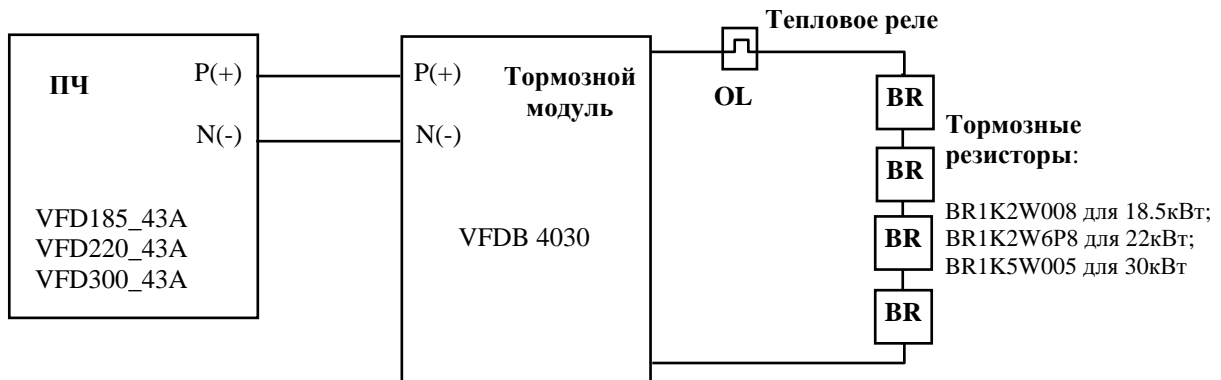 Тепловое реле
ПЧ
P(+)
P(+)
Тормозной
модуль
OL
BR
N(-)
N(-)
Тормозные
резисторы:
BR
VFD185_43A
VFD220_43A
VFD300_43A
VFDB 4030
BR
BR1K2W008 для 18.5кВт;
BR1K2W6P8 для 22кВт;
BR1K5W005 для 30кВт
BR